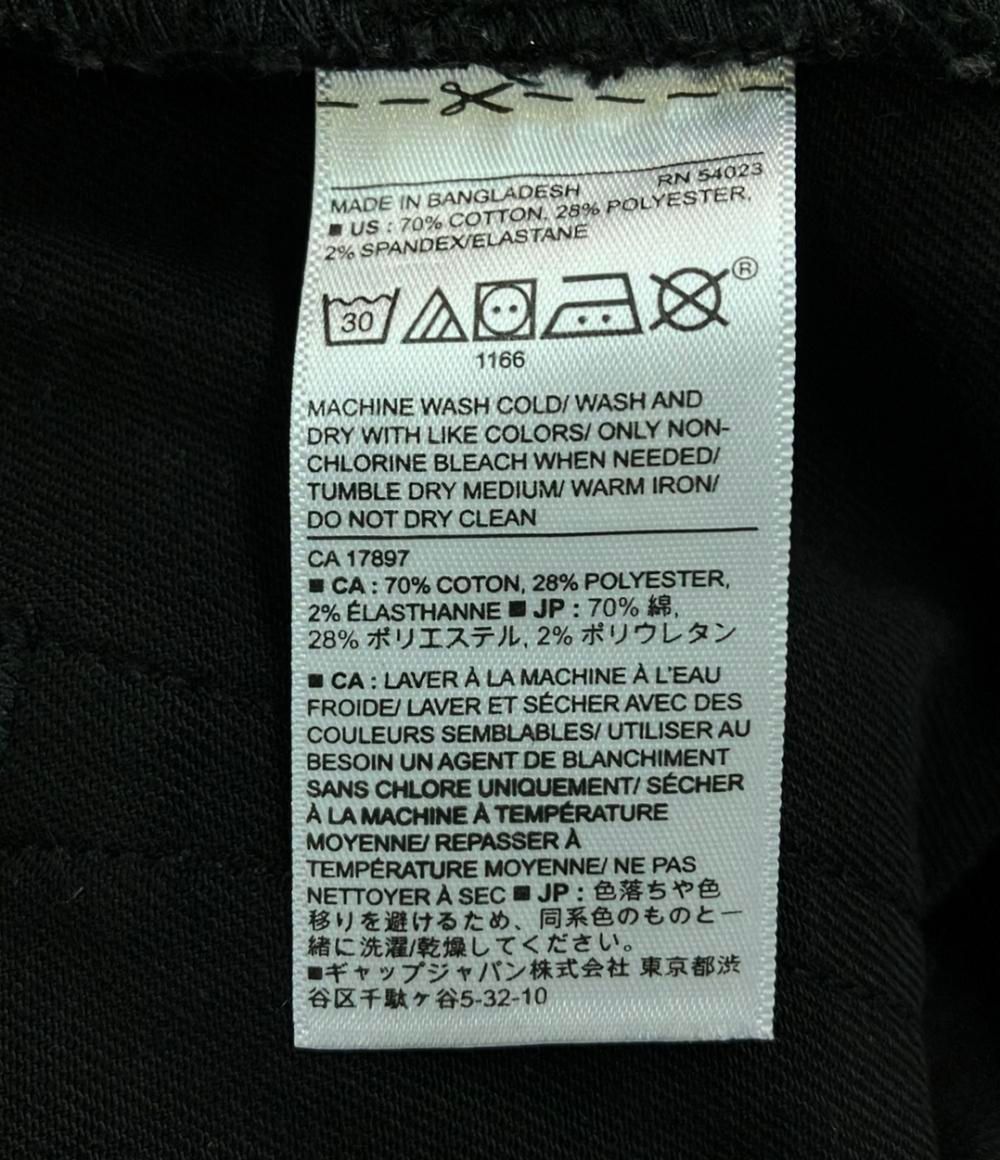 RN 54023
MADE IN BANGLADESH
■ US : 70% COTTON, 28% POLYESTER,
2% SPANDEX/ELASTANE
30
®
1166
MACHINE WASH COLD/ WASH AND
DRY WITH LIKE COLORS/ ONLY NON-
CHLORINE BLEACH WHEN NEEDED/
TUMBLE DRY MEDIUM/ WARM IRON/
DO NOT DRY CLEAN
CA 17897
■ CA : 70% COTON, 28% POLYESTER,
2% ÉLASTHANNE ■ JP : 70% 綿,
28% ポリエステル, 2% ポリウレタン
■ CA : LAVER À LA MACHINE À L'EAU
FROIDE/ LAVER ET SÉCHER AVEC DES
COULEURS SEMBLABLES/ UTILISER AU
BESOIN UN AGENT DE BLANCHIMENT
SANS CHLORE UNIQUEMENT/ SÉCHER
À LA MACHINE À TEMPÉRATURE
MOYENNE/ REPASSER À
TEMPÉRATURE MOYENNE/ NE PAS
NETTOYER À SEC ■ JP : 色落ちや色
移りを避けるため、同系色のものと一
緒に洗濯/乾燥してください。
■ギャップジャパン株式会社 東京都渋
谷区千駄ヶ谷5-32-10